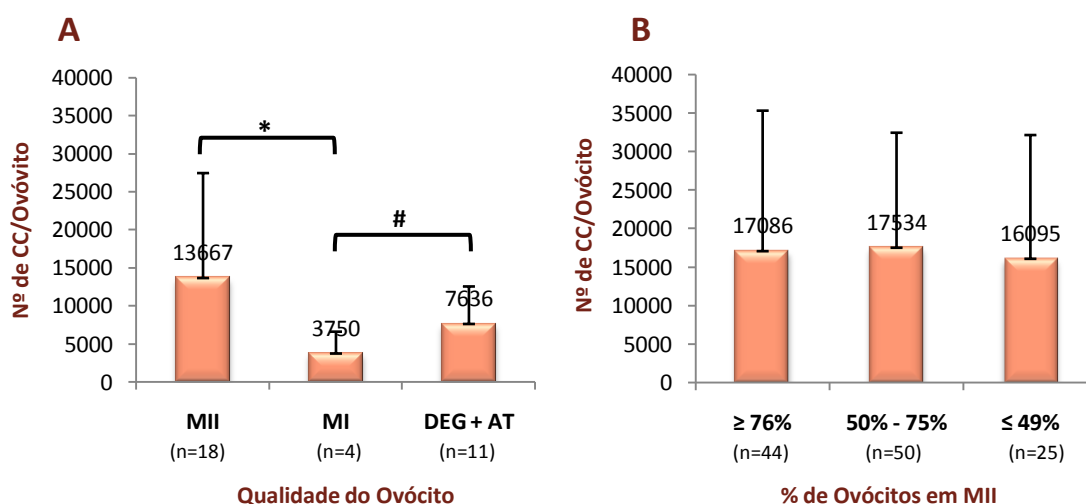 A
Nº de CC/Ovóvito
40000
35000
30000
25000
20000
15000
10000
5000
0
*
#
13667
3750
7636
MII
MI
DEG + AT
(n=18)
(n=4)
(n=11)
Qualidade do Ovócito
B
Nº de CC/Ovócito
40000
35000
30000
25000
20000
15000
10000
5000
0
17086
17534
16095
≥ 76%
50% - 75%
≤ 49%
(n=44)
(n=50)
(n=25)
% de Ovócitos em MII